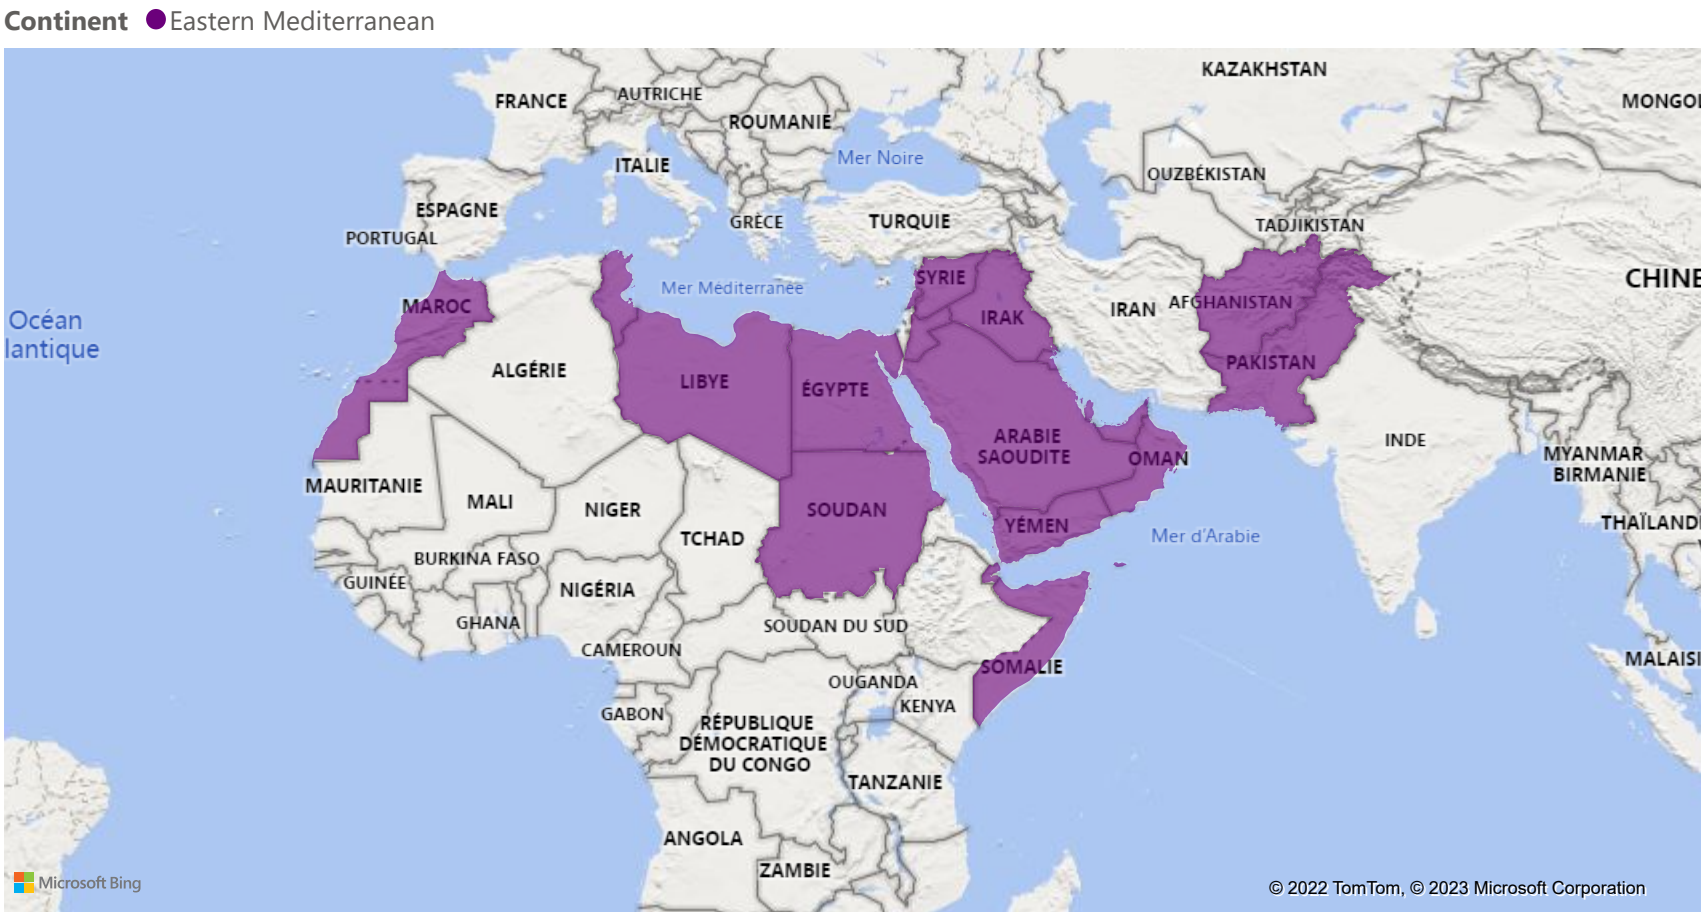 Continent Eastern Mediterranean
KAZAKHSTAN
FRANCE
AUTRICHE
MONGOL
ROUMANIE
Mer Noire
ITALIE
OUZBÉKISTAN
ESPAGNE
GRÈCE
TURQUIE
TADJIKISTAN
PORTUGAL
SYRIE
CHINE
Mer Méditerranée
MAROC
IRAK
IRAN
AFGHANISTAN
Océan
lantique
ALGÉRIE
LIBYE
ÉGYPTE
PAKISTAN
ARABIE
SAOUDITE
OMAN
INDE
MYANMAR
BIRMANIE
MAURITANIE
MALI
NIGER
SOUDAN
YÉMEN
THAÏLAND
TCHAD
Mer d'Arabie
BURKINA FASO
GUINÉE
NIGÉRIA
GHANA
SOUDAN DU SUD
CAMEROUN
SOMALIE
MALAISI
OUGANDA
KENYA
GABON
RÉPUBLIQUE
DÉMOCRATIQUE
DU CONGO
TANZANIE
ANGOLA
ZAMBIE
Microsoft Bing
© 2022 TomTom, © 2023 Microsoft Corporation